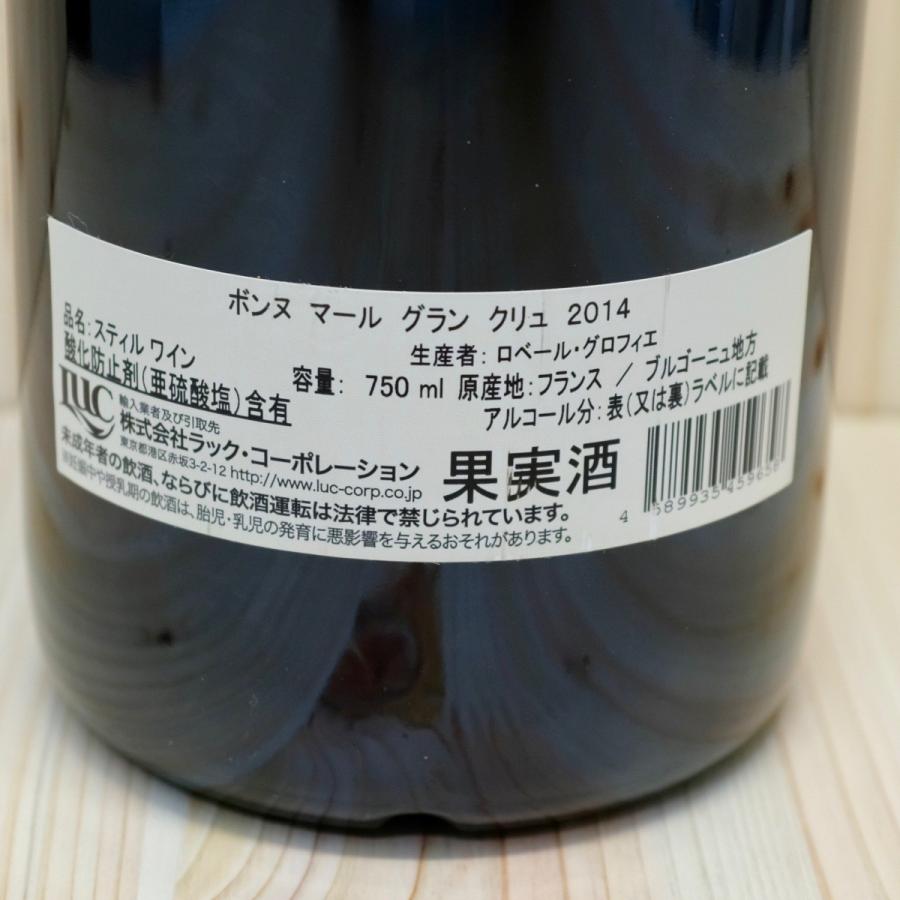 ボンヌ マール グラン クリュ 2014
品名：スティル ワイン
生産者：ロベール・グロフィエ
酸化防止剤（亜硫酸塩）含有
容量： 750 ml 原産地：フランス / ブルゴーニュ地方
アルコール分：表（又は裏）ラベルに記載
LUC
輸入業者及び引取先
株式会社ラック・コーポレーション
東京都港区赤坂3-2-12 http://www.luc-corp.co.jp
果実酒
未成年者の飲酒、ならびに飲酒運転は法律で禁じられています。
※妊娠中や授乳期の飲酒は、胎児・乳児の発育に悪影響を与えるおそれがあります。
4 589935 459656